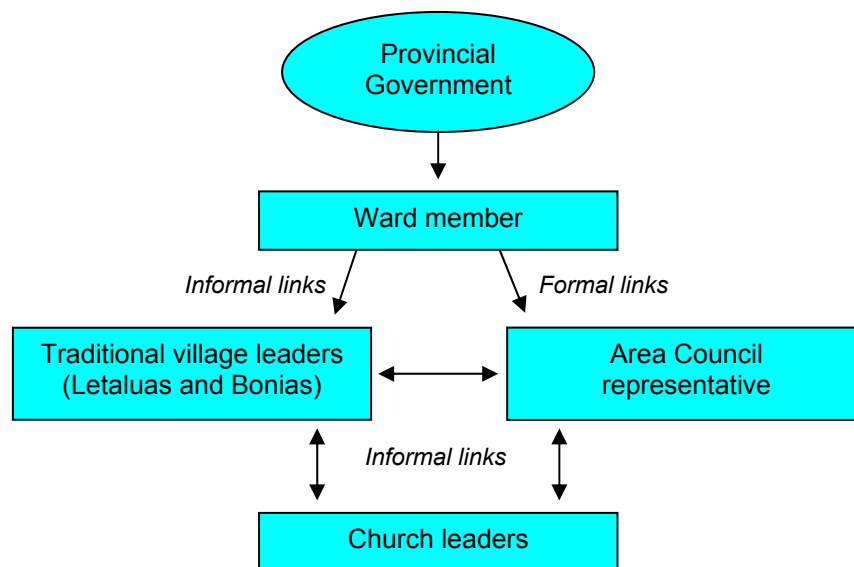 Provincial
Government
Ward member
Informal links
Formal links
Traditional village leaders
(Letaluas and Bonias)
Area Council
representative
Informal links
Church leaders